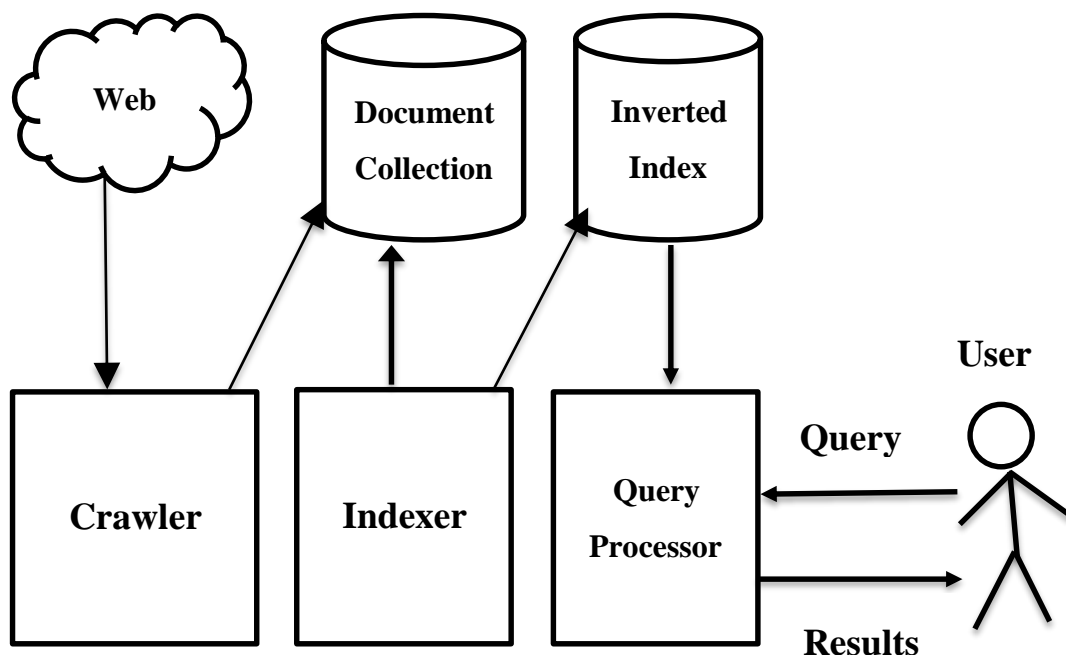 Web
Document
Collection
Inverted
Index
User
Query
Crawler
Indexer
Query
Processor
Results